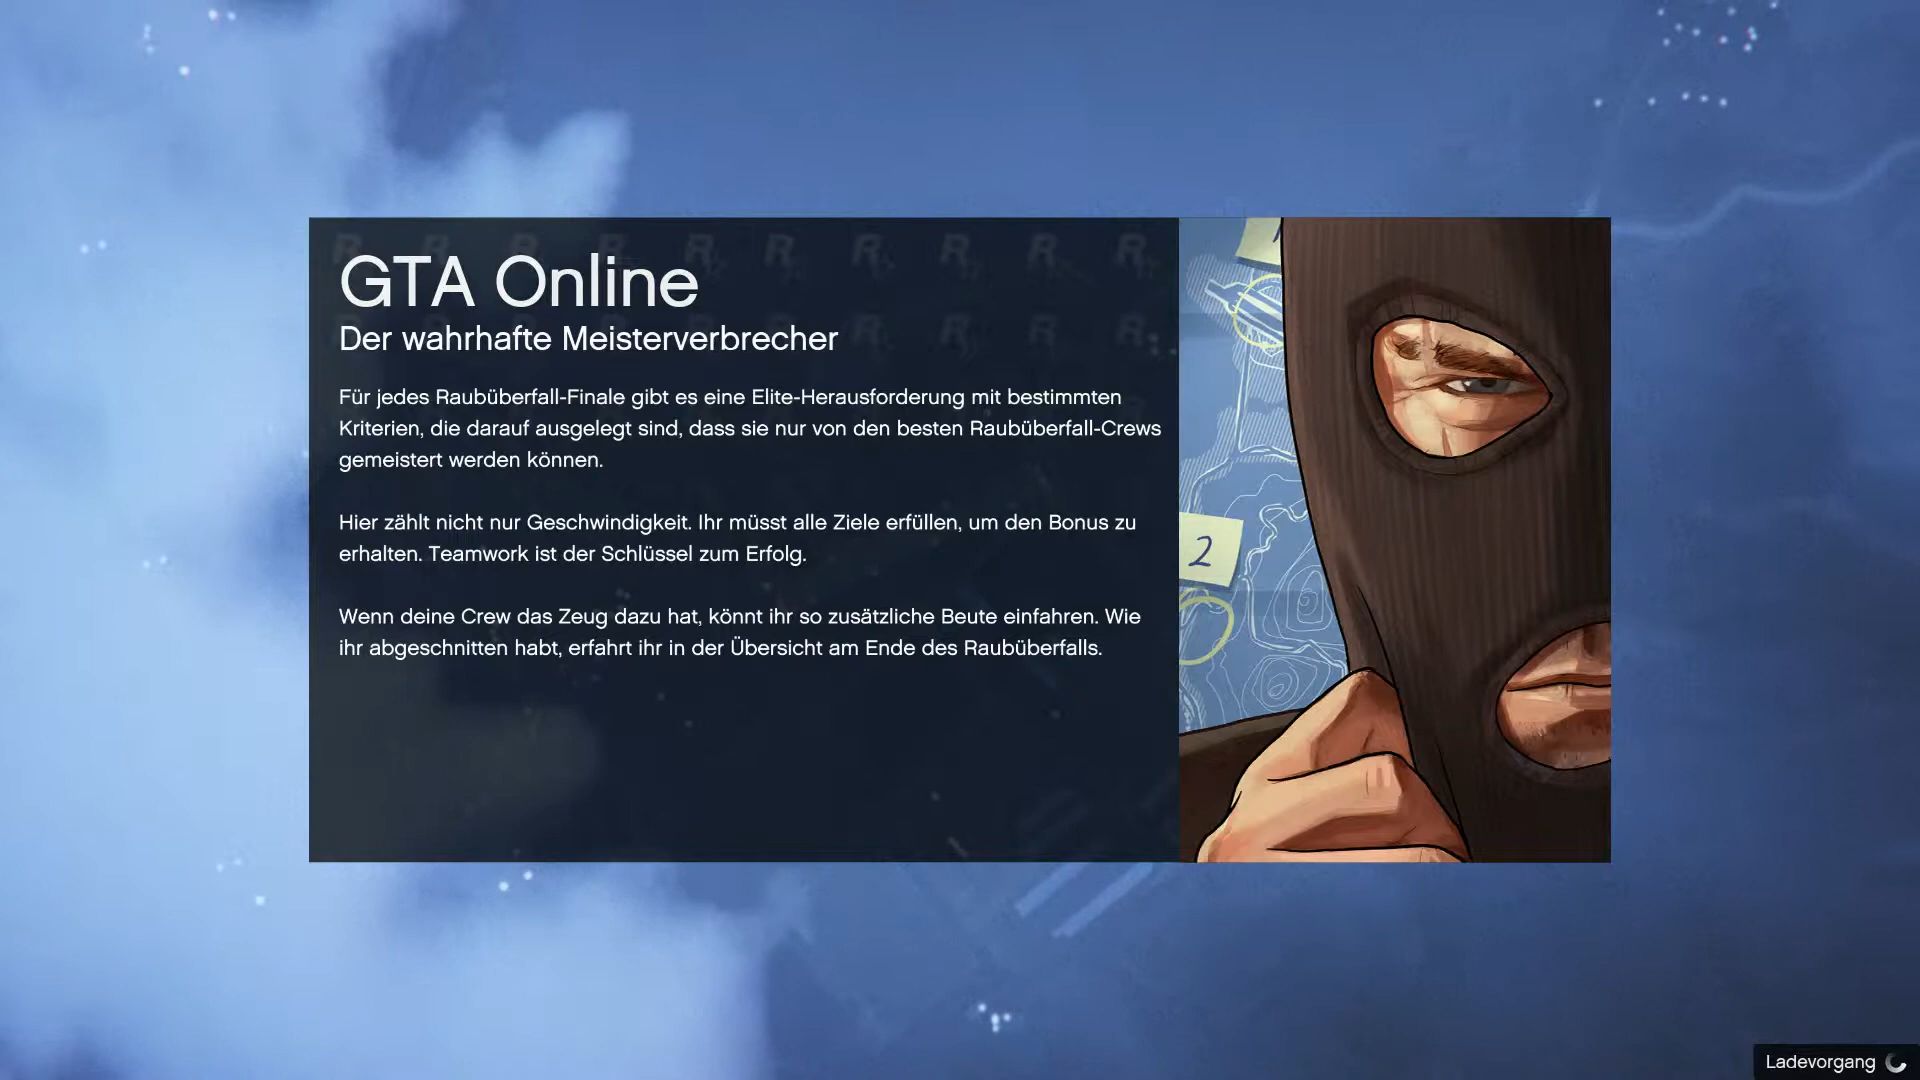 GTA Online
Der wahrhafte Meisterverbrecher
Für jedes Raubüberfall-Finale gibt es eine Elite-Herausforderung mit bestimmten
Kriterien, die darauf ausgelegt sind, dass sie nur von den besten Raubüberfall-Crews
gemeistert werden können.
Hier zählt nicht nur Geschwindigkeit. Ihr müsst alle Ziele erfüllen, um den Bonus zu
erhalten. Teamwork ist der Schlüssel zum Erfolg.
Wenn deine Crew das Zeug dazu hat, könnt ihr so zusätzliche Beute einfahren. Wie
ihr abgeschnitten habt, erfahrt ihr in der Übersicht am Ende des Raubüberfalls.
2
Ladevorgang